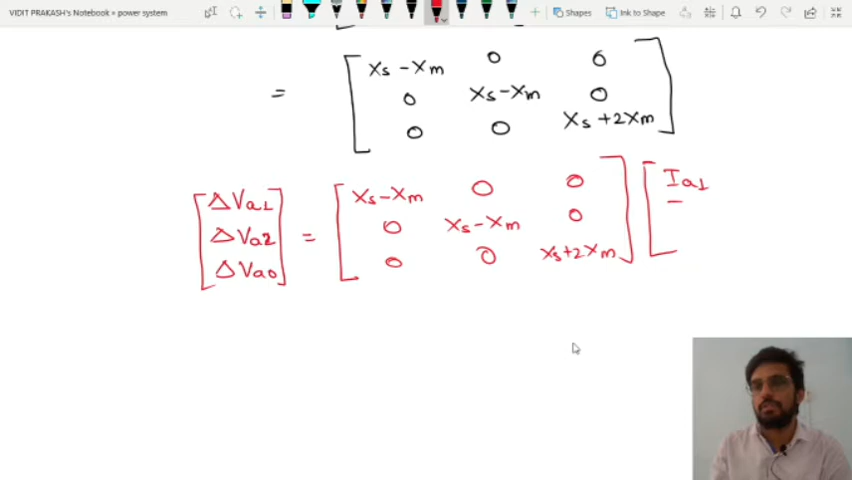 VIDIT PRAKASH's Notebook » power system
Shapes
Ink to Shape
Xs-Xm 0 0
= 0 Xs-Xm 0
0 0 Xs+2Xm
ΔVa1 Xs-Xm 0 0 Ia1
ΔVa2 = 0 Xs-Xm 0
ΔVa0 0 0 Xs+2Xm